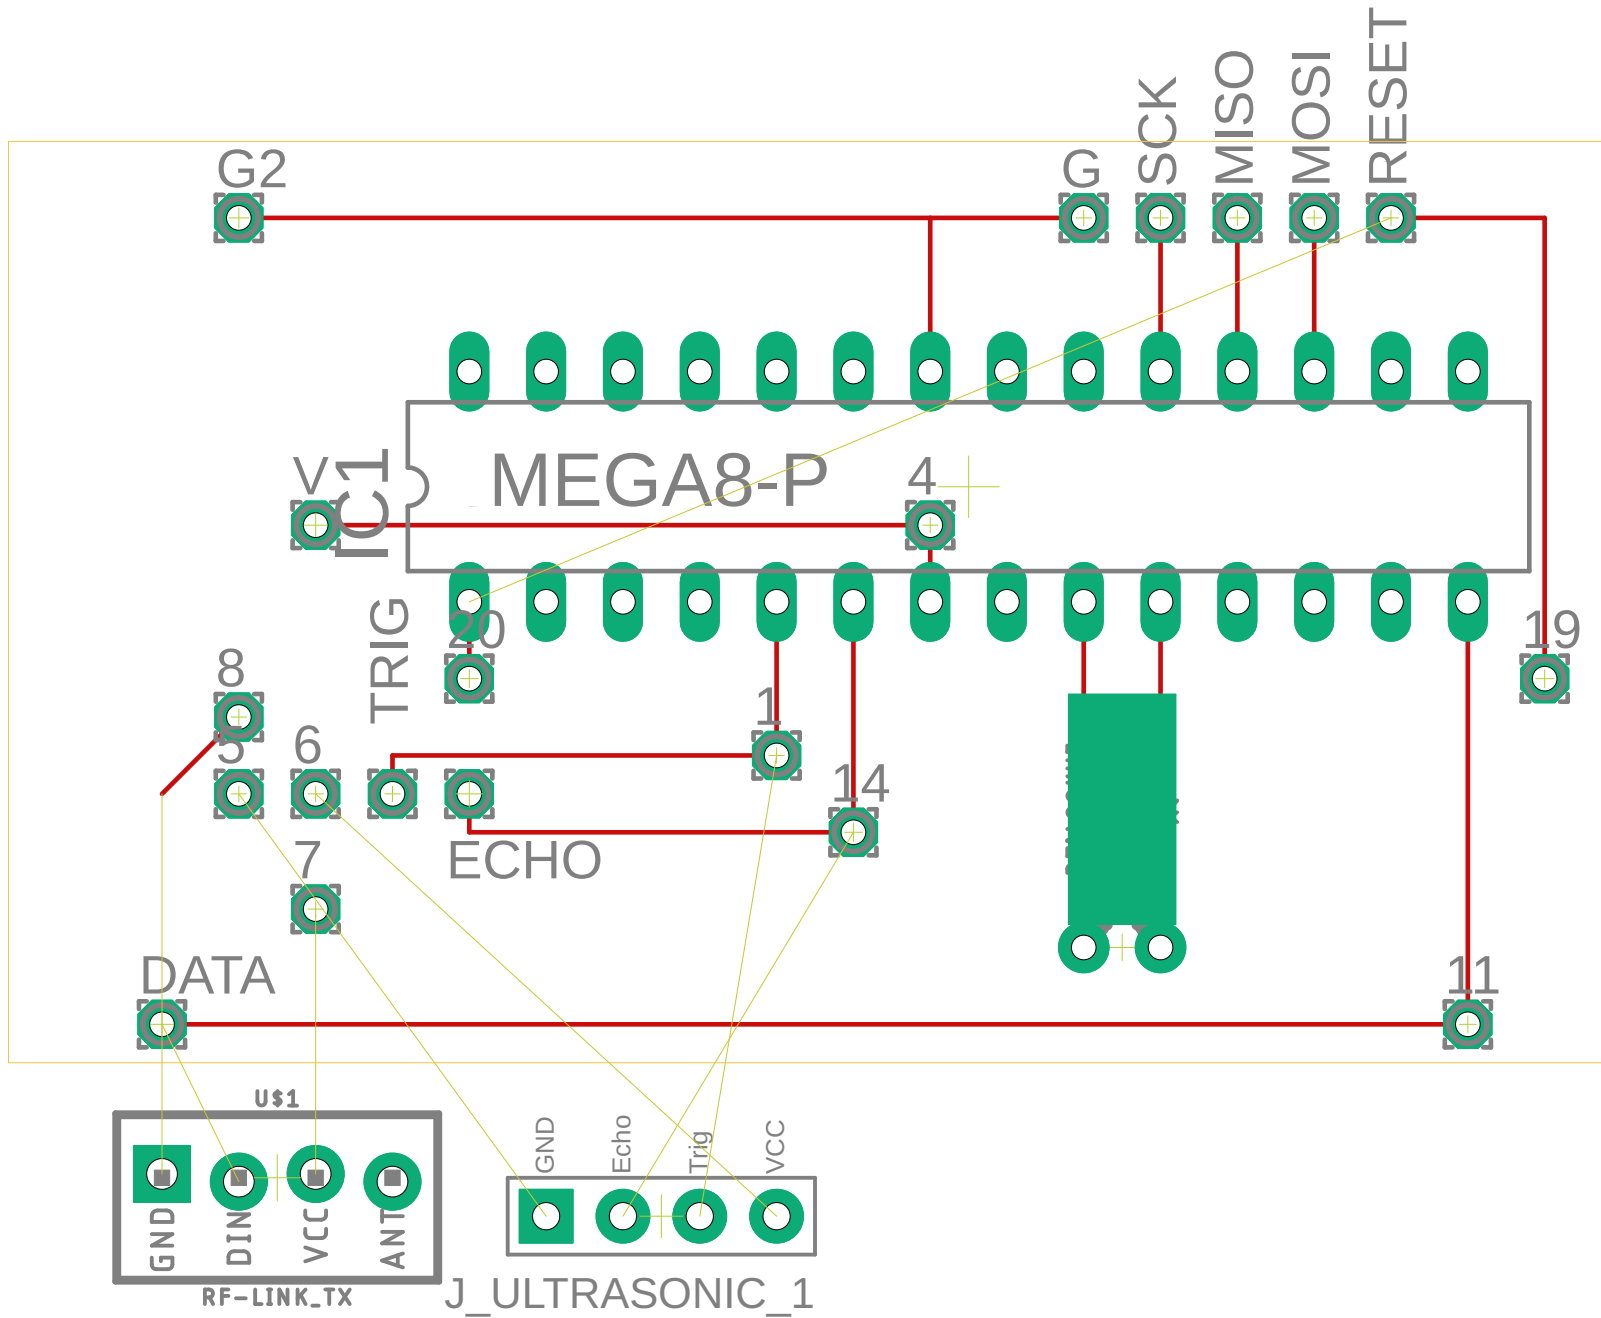 RESET
MOSI
MISO
SCK
G2
G
V
IC1
MEGA8-P
4
TRIG
20
19
8
5
6
1
14
ECHO
7
DATA
11
U$1
GND
DIN
VCC
ANT
RF-LINK_TX
GND
Echo
Trig
VCC
J_ULTRASONIC_1